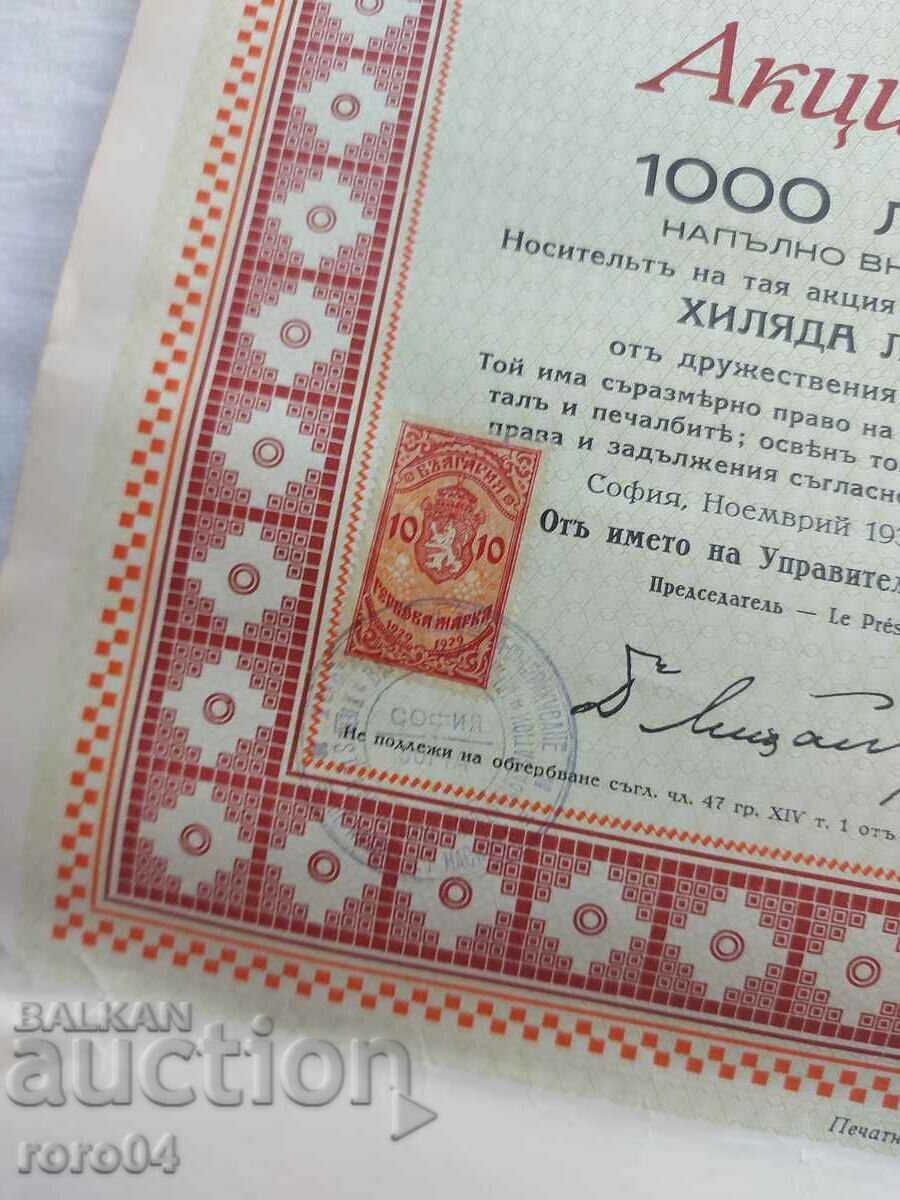 Акци
1000 Л
НАПЪЛНО ВН
Носительтъ на тая акция
ХИЛЯДА Л
отъ дружествения
Той има съразмѣрно право на
талъ и печалбитѣ; освѣнъ то
права и задължения съгласно
София, Ноемврий 193
Отъ името на Управител
Председатель — Le Prés
БЪЛГАРИЯ
10 10
ГЕРБОВА МАРКА
1929 1929
СОФИЯ
Не подлежи на обгербване съгл. чл. 47 гр. XIV т. 1 отъ
Печатн
BALKAN
auction
roro04